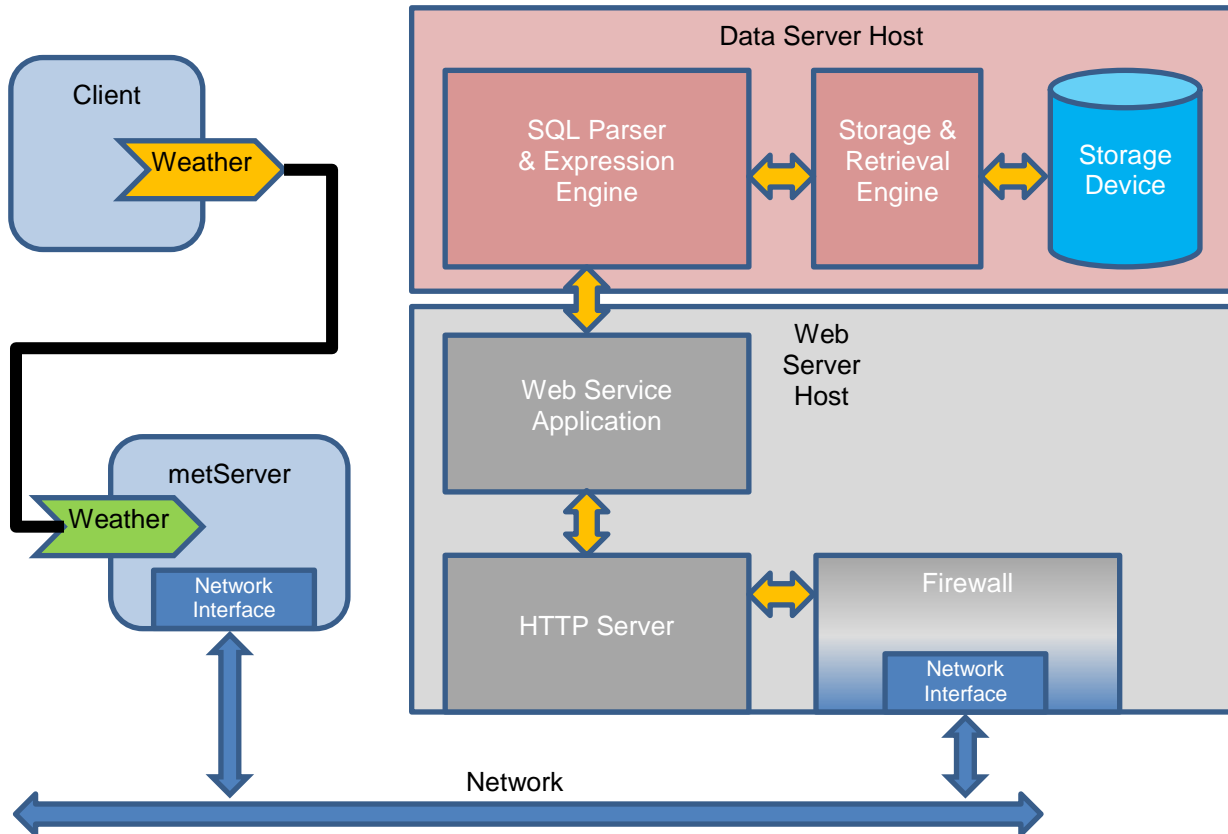 Data Server Host
Client
Weather
SQL Parser
& Expression
Engine
Storage &
Retrieval
Engine
Storage
Device
Web
Server
Host
Web Service
Application
metServer
Weather
Network
Interface
HTTP Server
Firewall
Network
Interface
Network